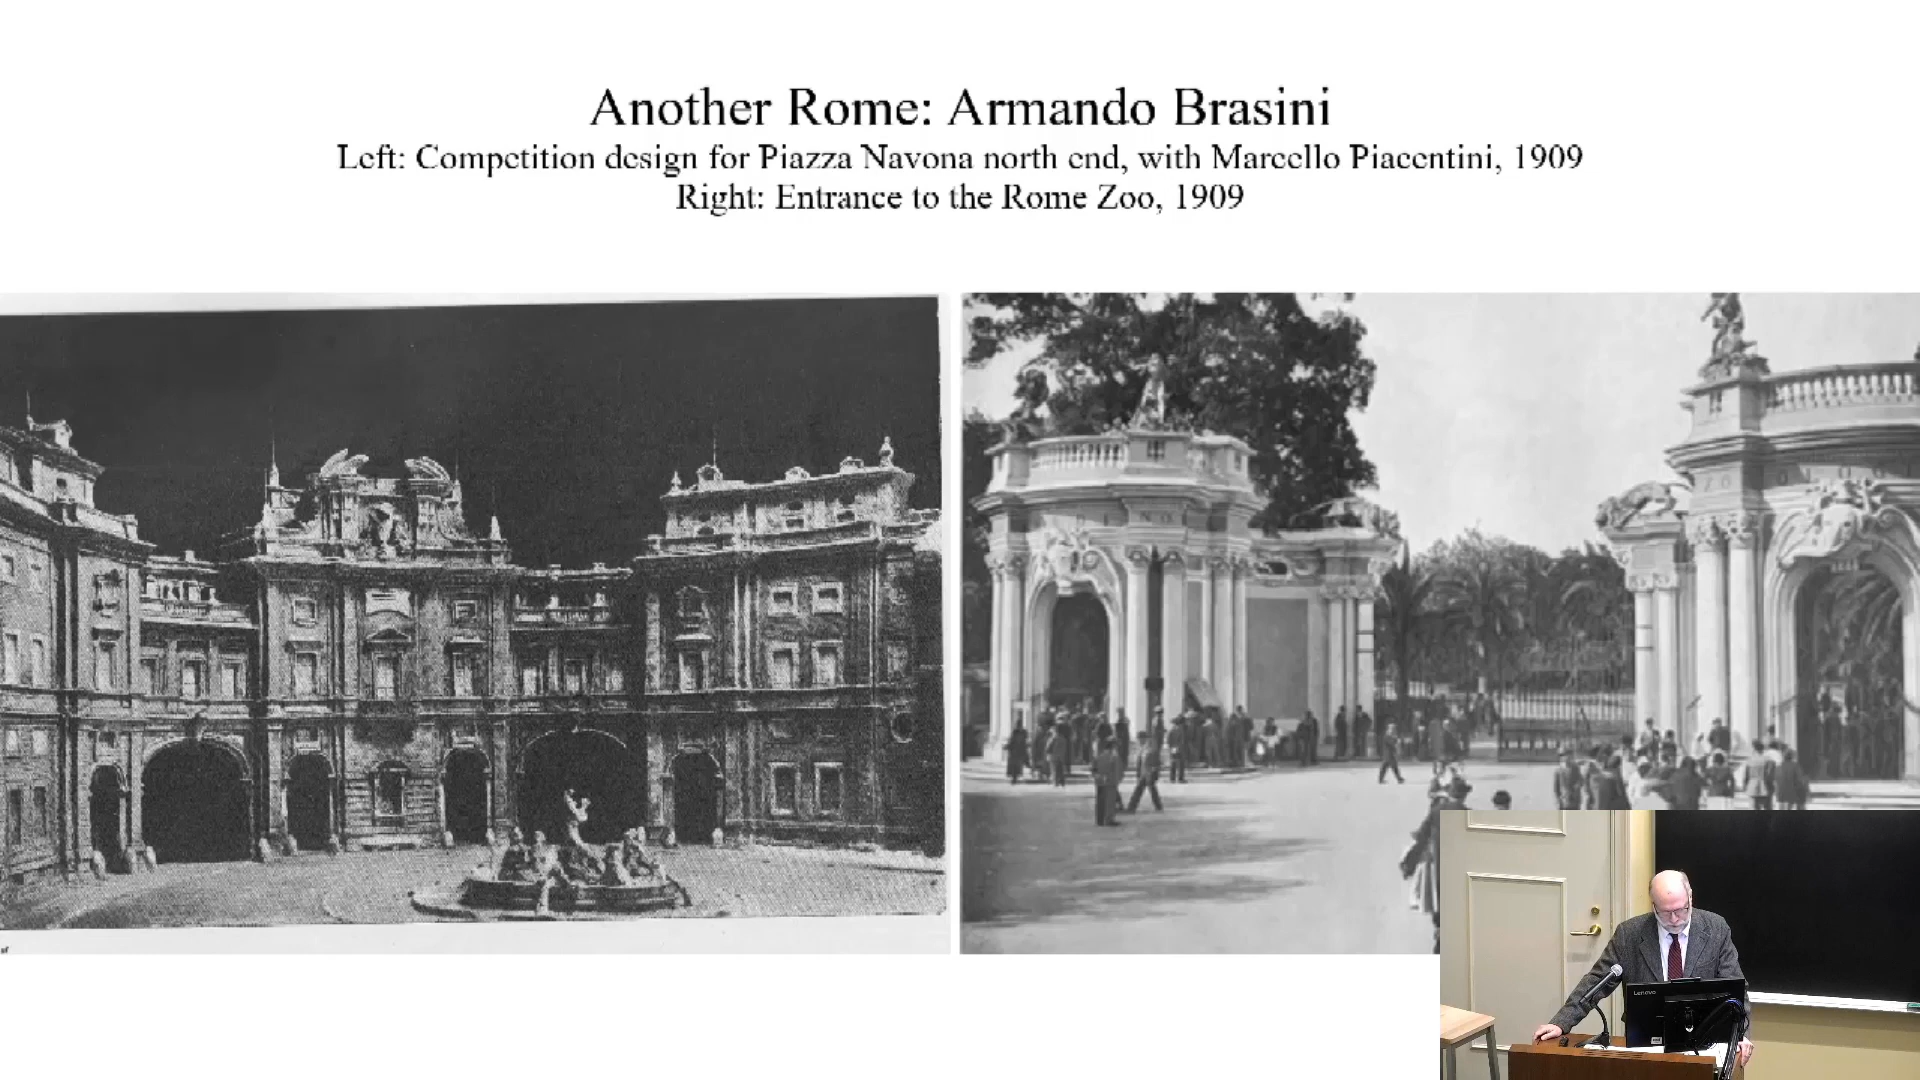 Another Rome: Armando Brasini
Left: Competition design for Piazza Navona north end, with Marcello Piacentini, 1909
Right: Entrance to the Rome Zoo, 1909
Lenovo